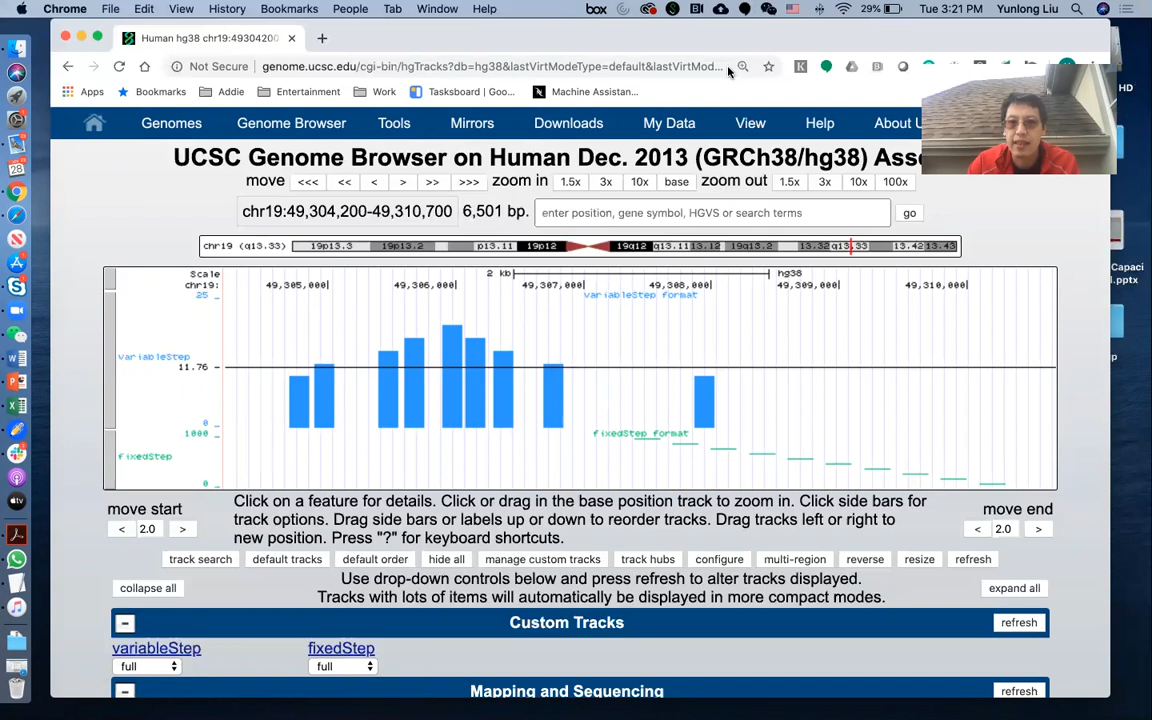 Chrome File Edit View History Bookmarks People Tab Window Help box 29% Tue 3:21 PM Yunlong Liu
Human hg38 chr19:49304200
Not Secure genome.ucsc.edu/cgi-bin/hgTracks?db=hg38&lastVirtModeType=default&lastVirtMod...
Apps Bookmarks Addie Entertainment Work Tasksboard | Goo... Machine Assistan...
HD
Genomes Genome Browser Tools Mirrors Downloads My Data View Help About U
UCSC Genome Browser on Human Dec. 2013 (GRCh38/hg38) Asse
move <<< << < > >> >>> zoom in 1.5x 3x 10x base zoom out 1.5x 3x 10x 100x
chr19:49,304,200-49,310,700 6,501 bp. enter position, gene symbol, HGVS or search terms go
chr19 (q13.33) 19p13.3 19p13.2 p13.11 19p12 19q12 q13.11 13.12 19q13.2 13.32 q13.33 13.42 13.43
Scale 2 kb hg38
chr19: 49,305,000 49,306,000 49,307,000 49,308,000 49,309,000 49,310,000
25 variableStep format
variableStep
11.76
0
1000 fixedStep format
fixedStep
0
move start Click on a feature for details. Click or drag in the base position track to zoom in. Click side bars for move end
track options. Drag side bars or labels up or down to reorder tracks. Drag tracks left or right to
< 2.0 > new position. Press "?" for keyboard shortcuts. < 2.0 >
track search default tracks default order hide all manage custom tracks track hubs configure multi-region reverse resize refresh
Use drop-down controls below and press refresh to alter tracks displayed.
collapse all Tracks with lots of items will automatically be displayed in more compact modes. expand all
- Custom Tracks refresh
variableStep fixedStep
full full
- Mapping and Sequencing refresh
Capaci
l.pptx